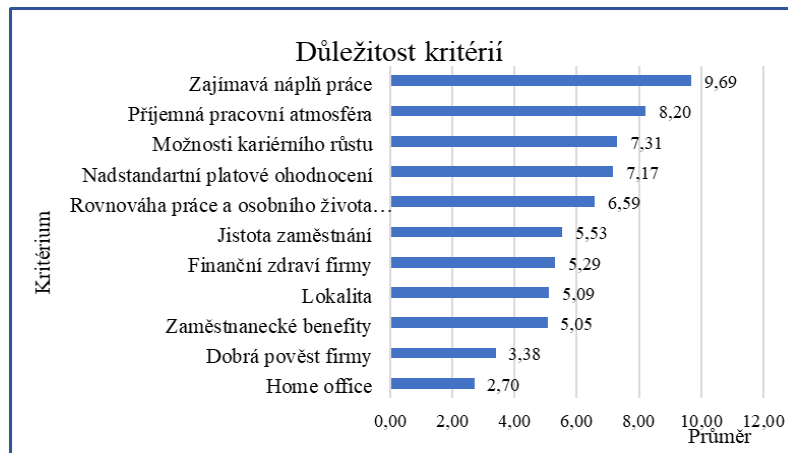 Důležitost kritérií
Zajímavá náplň práce 9,69
Příjemná pracovní atmosféra 8,20
Možnosti kariérního růstu 7,31
Nadstandartní platové ohodnocení 7,17
Rovnováha práce a osobního života… 6,59
Jistota zaměstnání 5,53
Finanční zdraví firmy 5,29
Lokalita 5,09
Zaměstnanecké benefity 5,05
Dobrá pověst firmy 3,38
Home office 2,70
Kritérium
0,00 2,00 4,00 6,00 8,00 10,00 12,00
Průměr